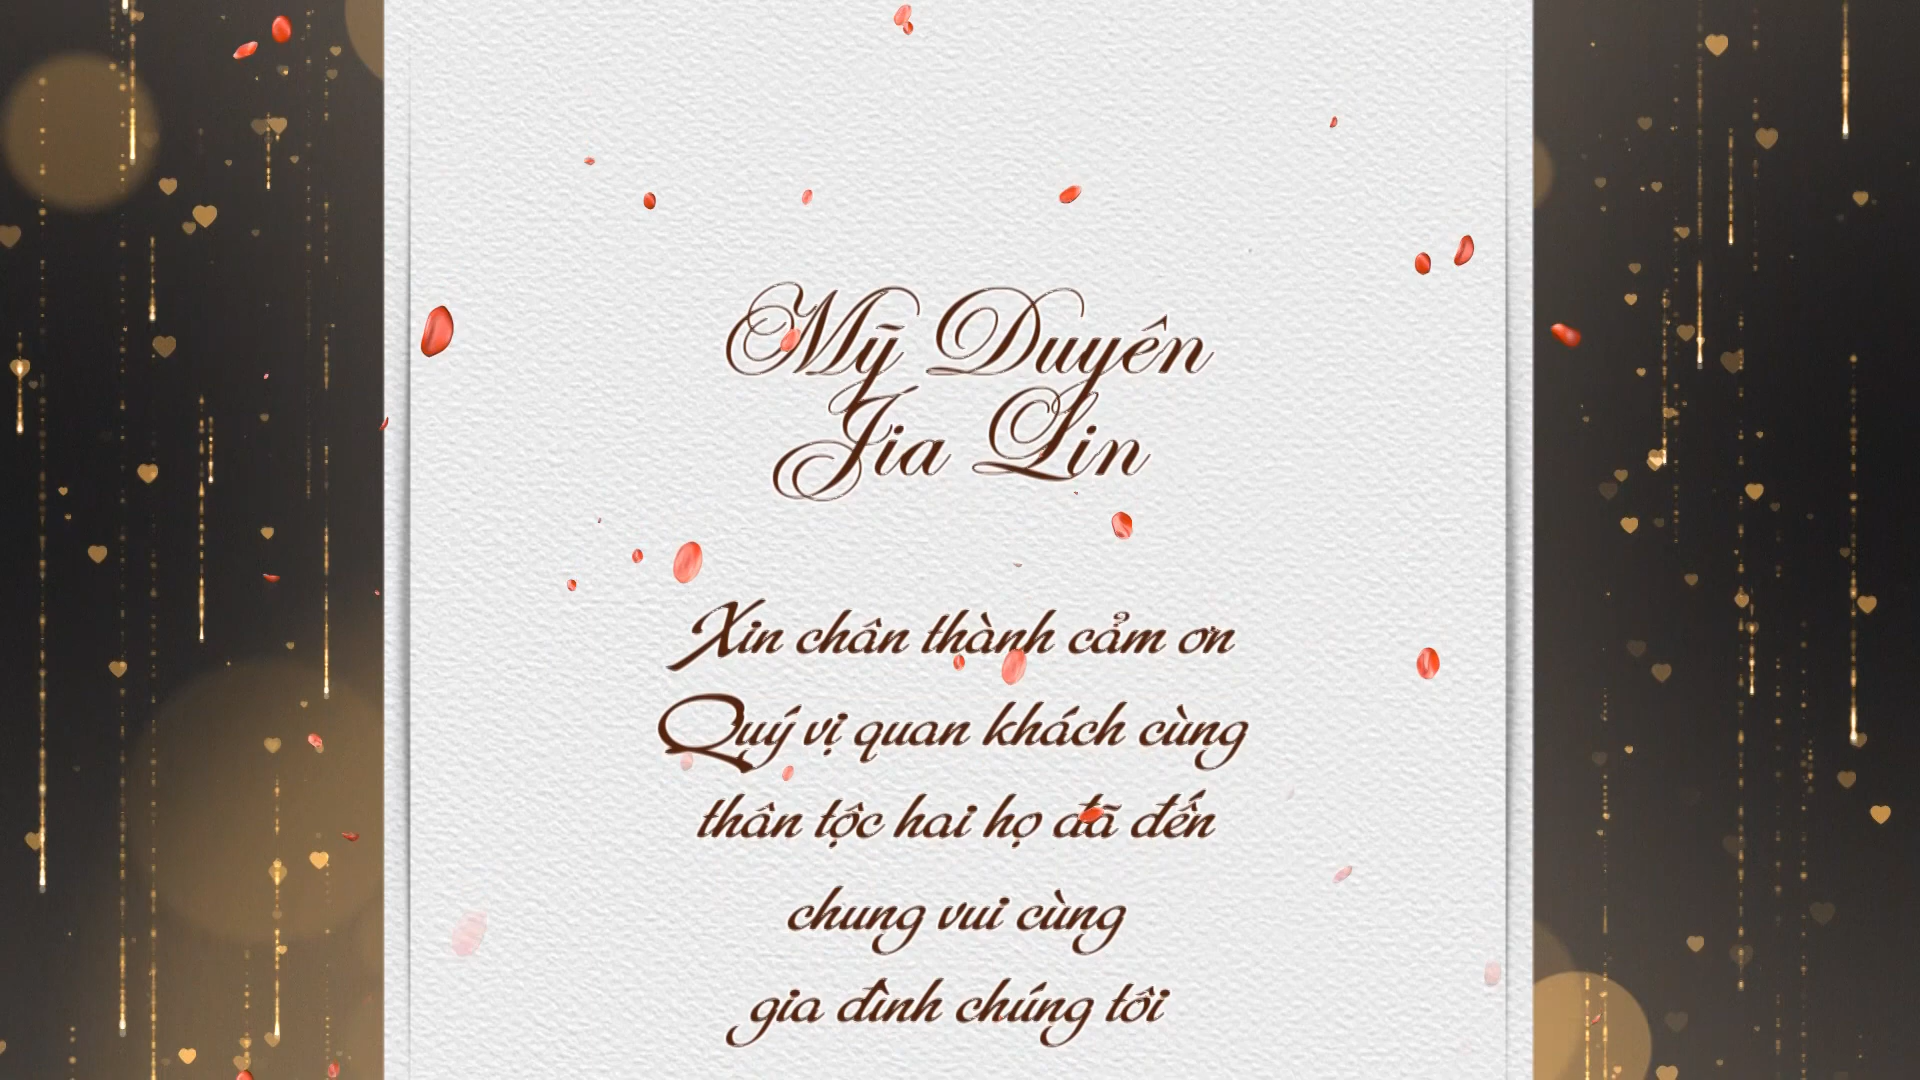 Mỹ Duyên
Jia Lin
Xin chân thành cảm ơn
Quý vị quan khách cùng
thân tộc hai họ đã đến
chung vui cùng
gia đình chúng tôi